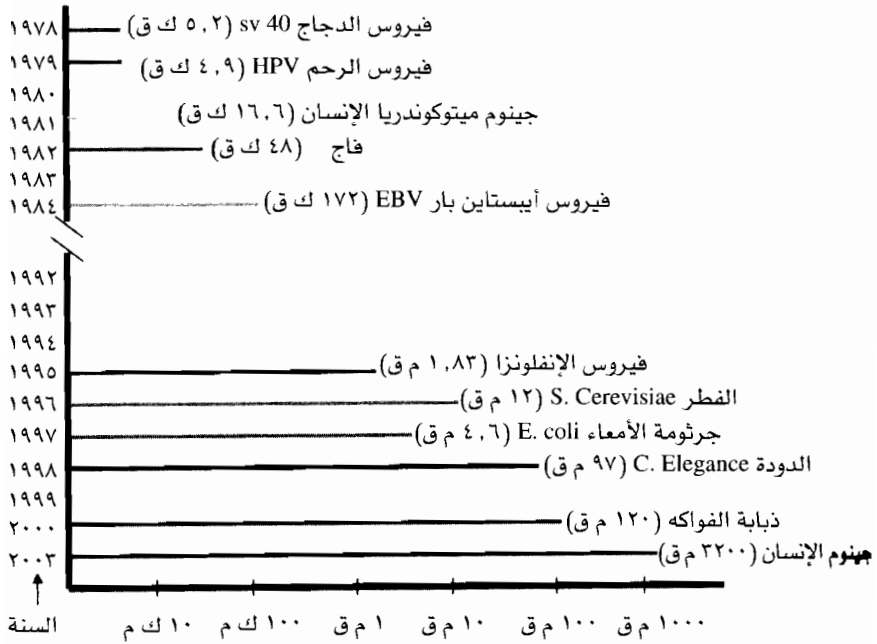 ١٩٧٨ فيروس الدجاج sv 40 (٥,٢ ك ق)
١٩٧٩ فيروس الرحم HPV (٤,٩ ك ق)
١٩٨٠
١٩٨١ جينوم ميتوكوندريا الإنسان (١٦,٦ ك ق)
١٩٨٢ فاج (٤٨ ك ق)
١٩٨٣
١٩٨٤ فيروس أيبستاين بار EBV (١٧٢ ك ق)
١٩٩٢
١٩٩٣
١٩٩٤
١٩٩٥ فيروس الإنفلونزا (١,٨٣ م ق)
١٩٩٦ الفطر S. Cerevisiae (١٢ م ق)
١٩٩٧ جرثومة الأمعاء E. coli (٤,٦ م ق)
١٩٩٨ الدودة C. Elegance (٩٧ م ق)
١٩٩٩
٢٠٠٠ ذبابة الفواكه (١٢٠ م ق)
٢٠٠٣ جينوم الإنسان (٣٢٠٠ م ق)
السنة ١٠ ك م ١٠٠ ك م ١ م ق ١٠ م ق ١٠٠ م ق ١٠٠٠ م ق